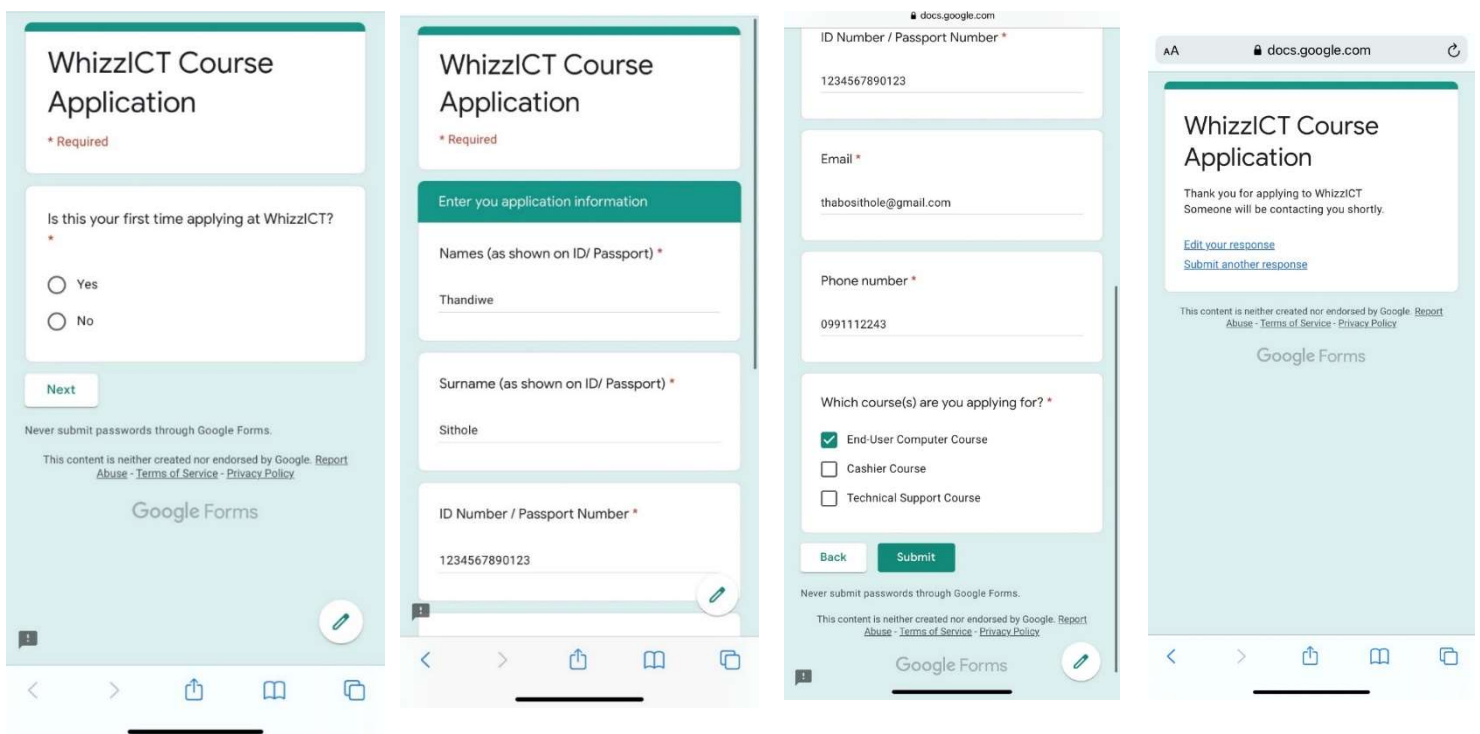 WhizzICT Course
Application
* Required
Is this your first time applying at WhizzICT?
*
Yes
No
Next
Never submit passwords through Google Forms.
This content is neither created nor endorsed by Google. Report
Abuse - Terms of Service - Privacy Policy
Google Forms
WhizzICT Course
Application
* Required
Enter you application information
Names (as shown on ID/ Passport) *
Thandiwe
Surname (as shown on ID/ Passport) *
Sithole
ID Number / Passport Number *
1234567890123
docs.google.com
ID Number / Passport Number *
1234567890123
Email *
thabosithole@gmail.com
Phone number *
0991112243
Which course(s) are you applying for? *
End-User Computer Course
Cashier Course
Technical Support Course
Back Submit
Never submit passwords through Google Forms.
This content is neither created nor endorsed by Google. Report
Abuse - Terms of Service - Privacy Policy
Google Forms
AA docs.google.com
WhizzICT Course
Application
Thank you for applying to WhizzICT
Someone will be contacting you shortly.
Edit your response
Submit another response
This content is neither created nor endorsed by Google. Report
Abuse - Terms of Service - Privacy Policy
Google Forms